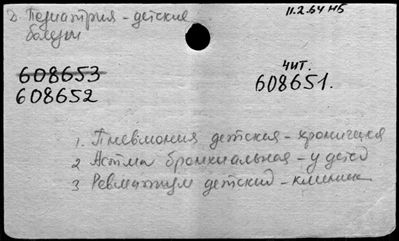 Д Педиатрия - детские
болезни
11.2.64 НБ
608653
608652
ЧИТ.
608651.
1. Пневмония детская - хроническая
2 Астма бронхиальная - у детей
3 Ревматизм детский - клиника